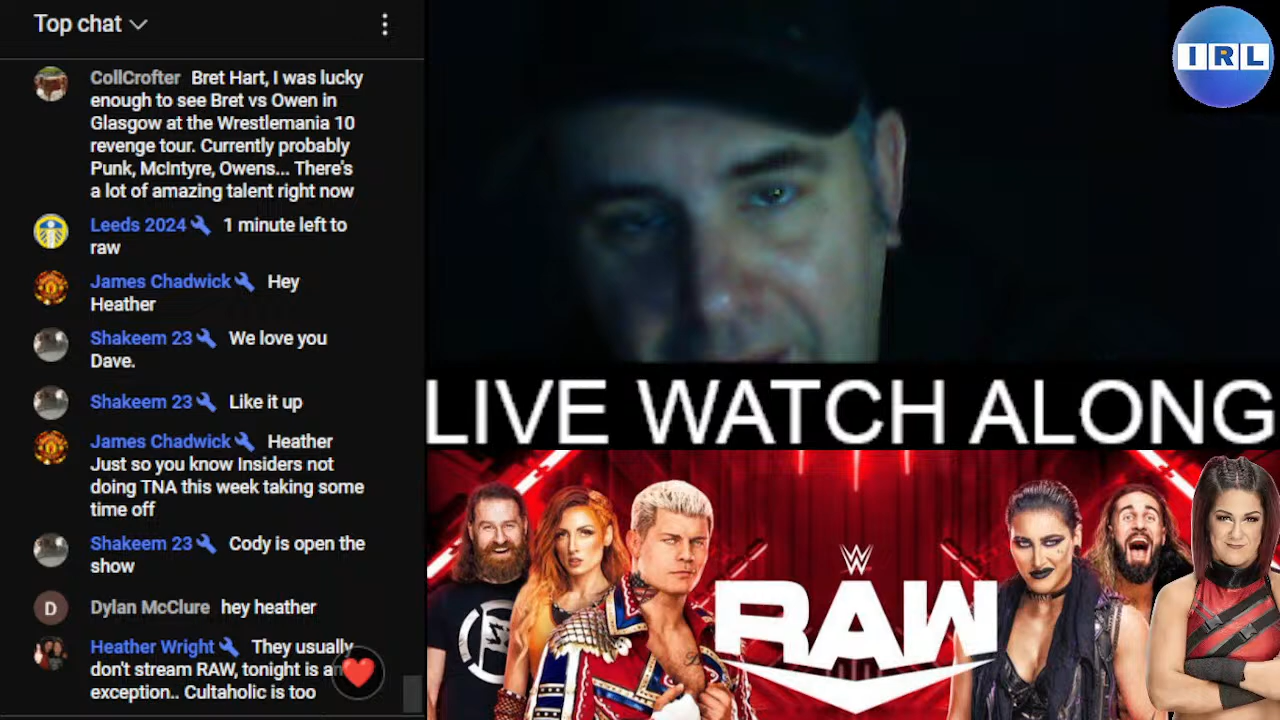 Top chat
CollCrofter Bret Hart, I was lucky
enough to see Bret vs Owen in
Glasgow at the Wrestlemania 10
revenge tour. Currently probably
Punk, McIntyre, Owens... There's
a lot of amazing talent right now
Leeds 2024 1 minute left to
raw
James Chadwick Hey
Heather
Shakeem 23 We love you
Dave.
Shakeem 23 Like it up
James Chadwick Heather
Just so you know Insiders not
doing TNA this week taking some
time off
Shakeem 23 Cody is open the
show
D Dylan McClure hey heather
Heather Wright They usually
don't stream RAW, tonight is an
exception.. Cultaholic is too
IRL
LIVE WATCH ALONG
W
RAW